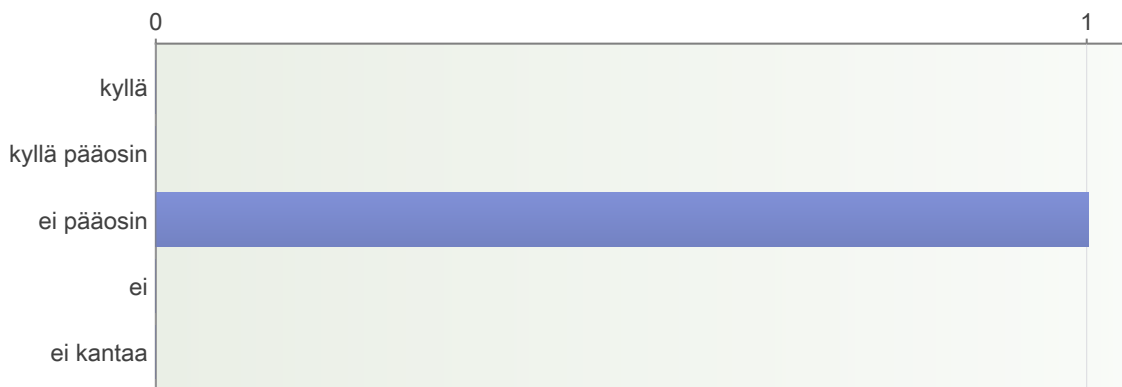 0 1
kyllä
kyllä pääosin
ei pääosin
ei
ei kantaa